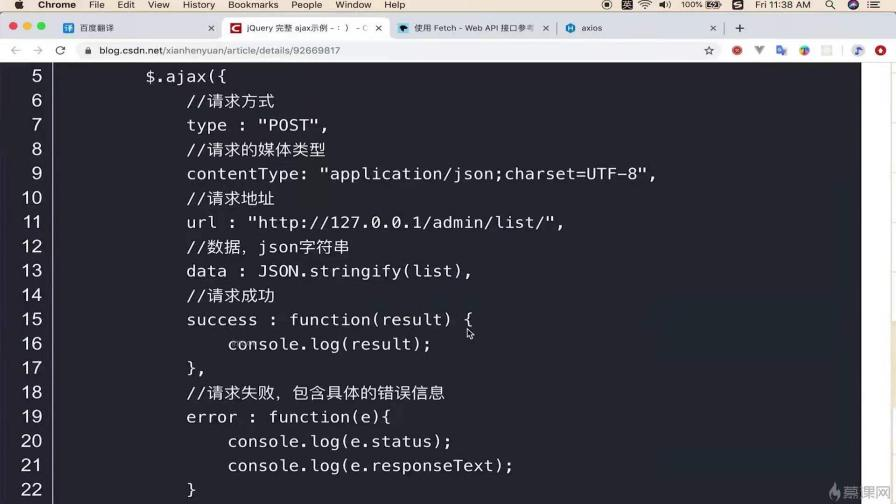 Chrome File Edit View History Bookmarks People Window Help 英 100% Fri 11:38 AM
百度翻译 jQuery 完整 ajax示例 - : ） - C 使用 Fetch - Web API 接口参考 axios
blog.csdn.net/xianhenyuan/article/details/92669817
5 $.ajax({
6 //请求方式
7 type : "POST",
8 //请求的媒体类型
9 contentType: "application/json;charset=UTF-8",
10 //请求地址
11 url : "http://127.0.0.1/admin/list/",
12 //数据，json字符串
13 data : JSON.stringify(list),
14 //请求成功
15 success : function(result) {
16 console.log(result);
17 },
18 //请求失败，包含具体的错误信息
19 error : function(e){
20 console.log(e.status);
21 console.log(e.responseText);
22 }
慕课网